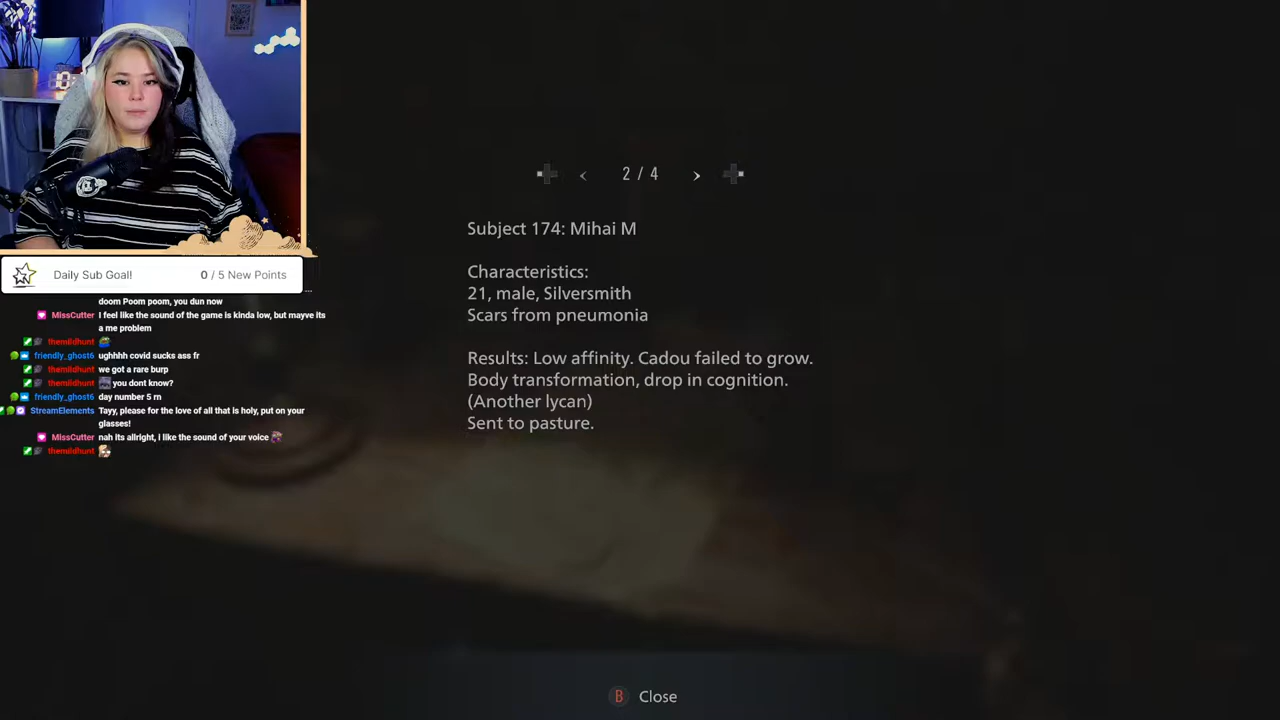 Daily Sub Goal! 0 / 5 New Points
doom Poom poom, you dun now
MissCutter I feel like the sound of the game is kinda low, but mayve its
a me problem
themildhunt
friendly_ghost6 ughhhh covid sucks ass fr
themildhunt we got a rare burp
themildhunt you dont know?
friendly_ghost6 day number 5 rn
StreamElements Tayy, please for the love of all that is holy, put on your
glasses!
MissCutter nah its allright, i like the sound of your voice
themildhunt
< 2 / 4 >
Subject 174: Mihai M
Characteristics:
21, male, Silversmith
Scars from pneumonia
Results: Low affinity. Cadou failed to grow.
Body transformation, drop in cognition.
(Another lycan)
Sent to pasture.
B Close